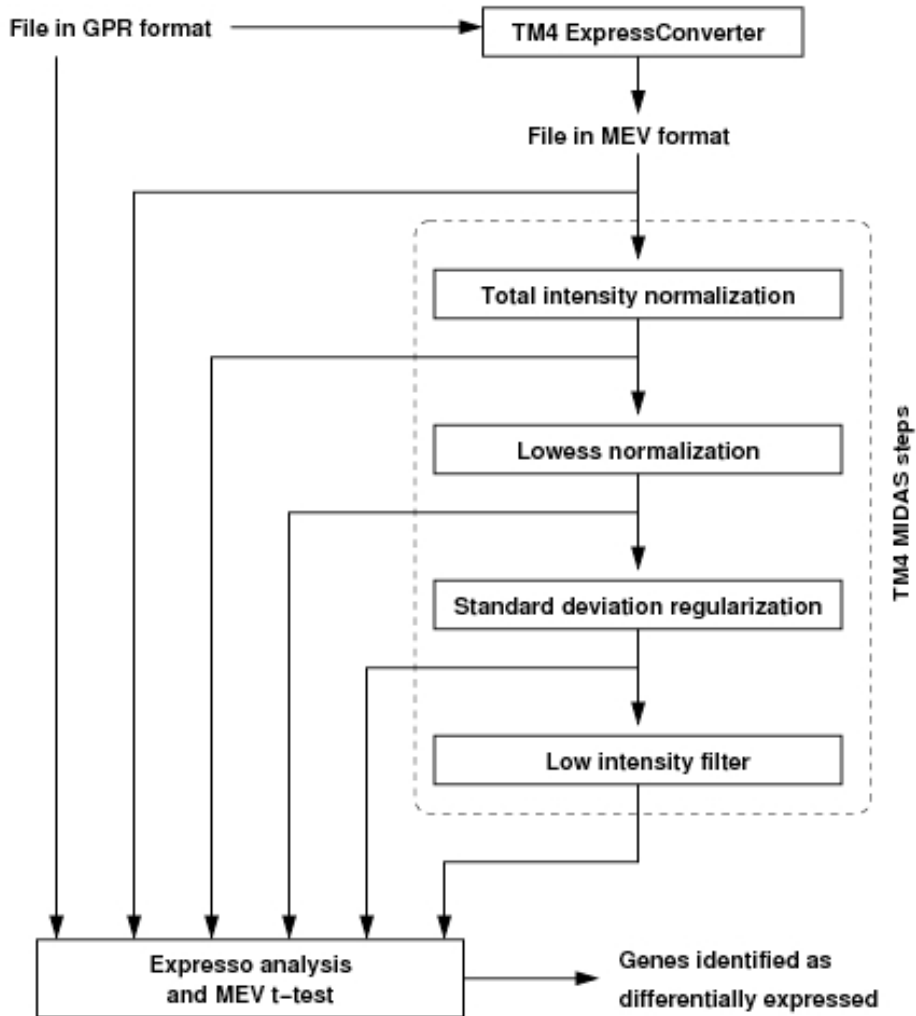 File in GPR format
TM4 ExpressConverter
File in MEV format
Total intensity normalization
Lowess normalization
Standard deviation regularization
Low intensity filter
TM4 MIDAS steps
Expresso analysis
and MEV t-test
Genes identified as
differentially expressed